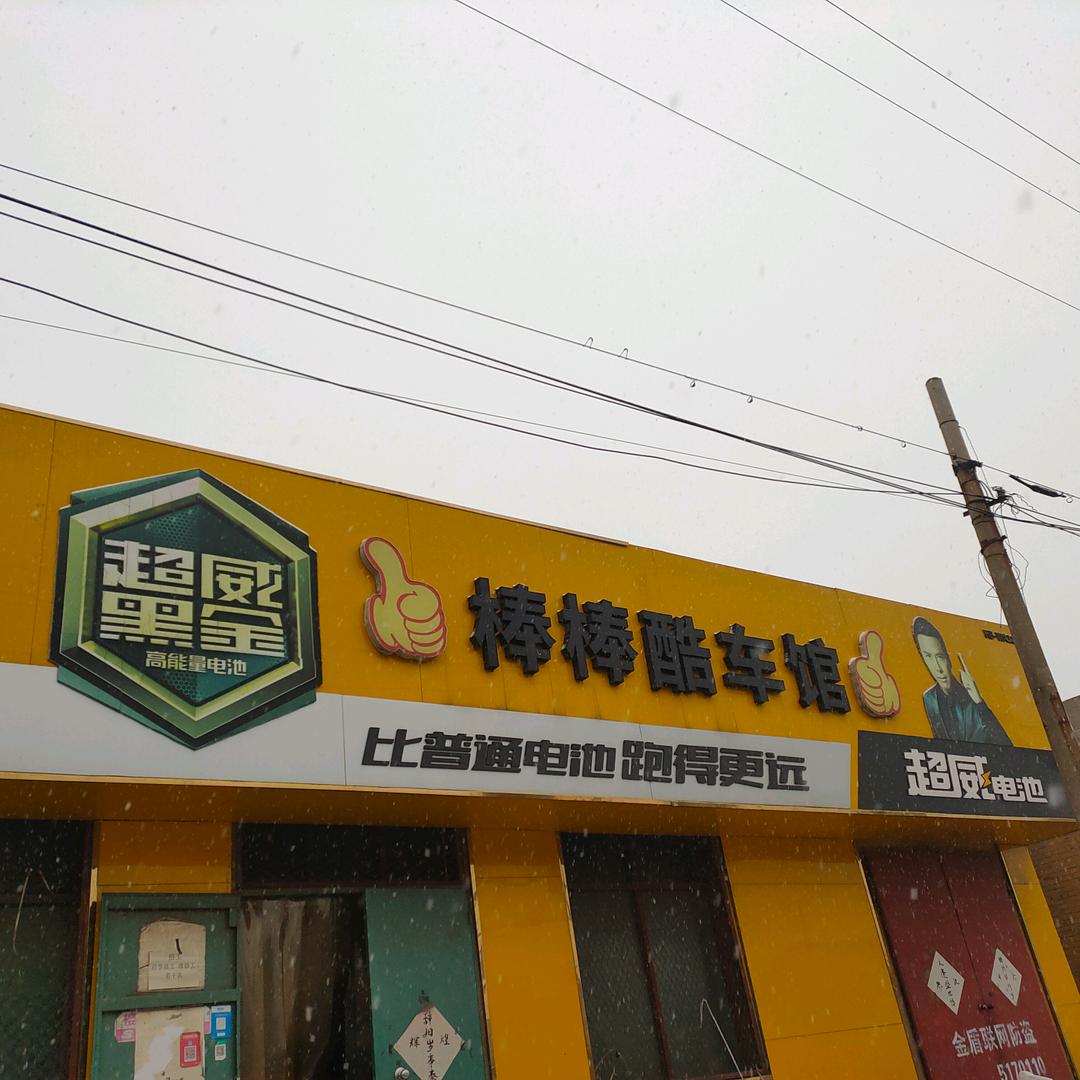 超威
黑金
高能量电池
棒棒酷车馆
比普通电池 跑得更远
超威电池
金盾联网防盗
5170110